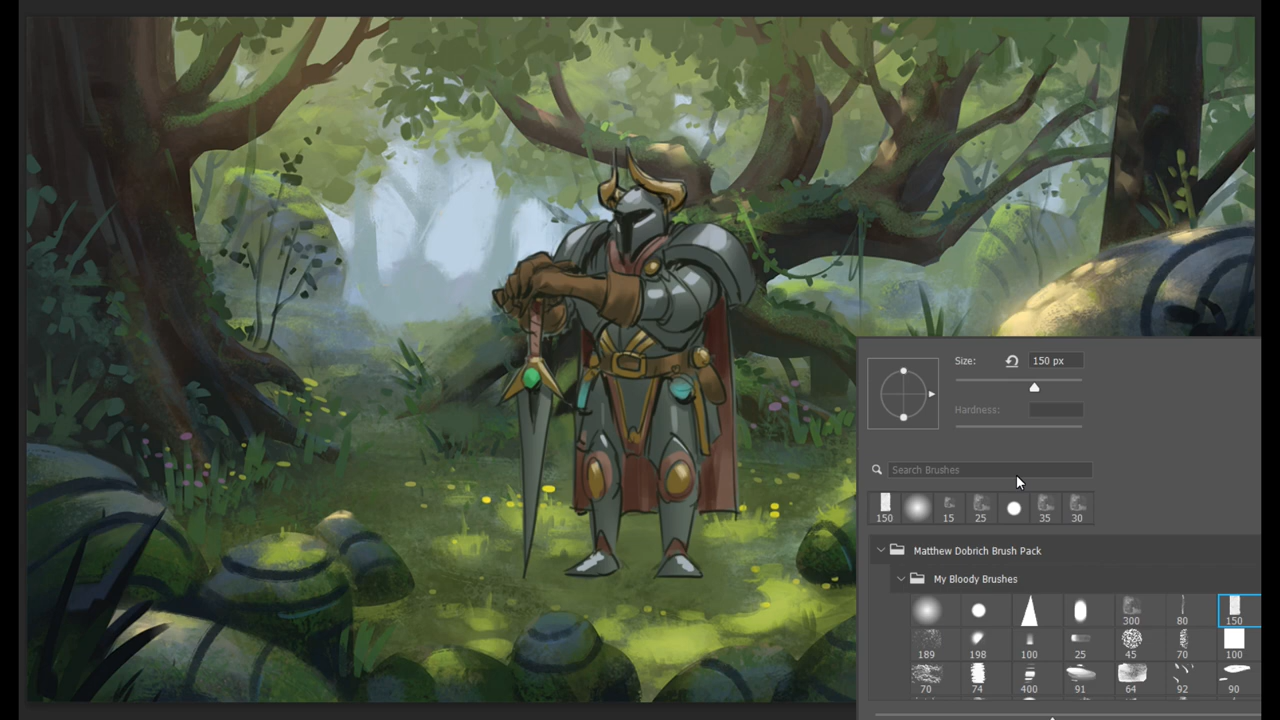 Size: 150 px
Hardness:
Search Brushes
150 15 25 35 30
Matthew Dobrich Brush Pack
My Bloody Brushes
300 80 150
189 198 100 25 45 70 100
70 74 400 91 64 92 90